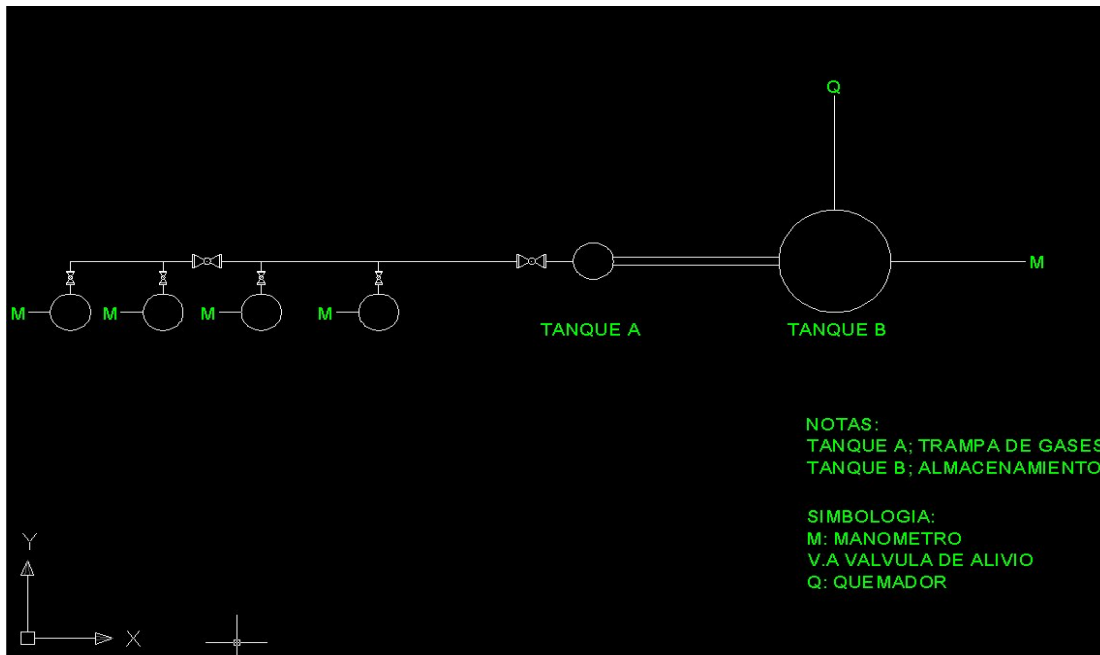 Q
M
M
M
M
M
TANQUE A
TANQUE B
NOTAS:
TANQUE A; TRAMPA DE GASES
TANQUE B; ALMACENAMIENTO
SIMBOLOGIA:
M: MANOMETRO
V.A VALVULA DE ALIVIO
Q: QUEMADOR
Y
X